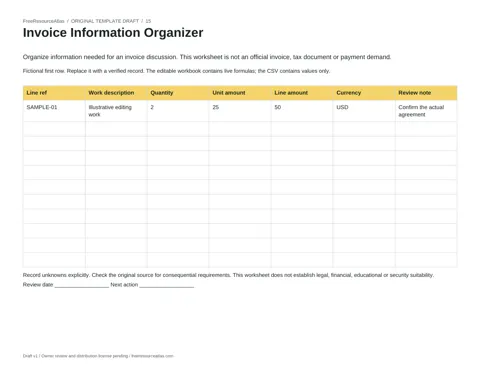 FreeResourceAtlas / ORIGINAL TEMPLATE DRAFT / 15
Invoice Information Organizer
Organize information needed for an invoice discussion. This worksheet is not an official invoice, tax document or payment demand.
Fictional first row. Replace it with a verified record. The editable workbook contains live formulas; the CSV contains values only.
Line ref Work description Quantity Unit amount Line amount Currency Review note
SAMPLE-01 Illustrative editing work 2 25 50 USD Confirm the actual agreement
Record unknowns explicitly. Check the original source for consequential requirements. This worksheet does not establish legal, financial, educational or security suitability.
Review date __________________ Next action __________________
Draft v1 / Owner review and distribution license pending / freeresourceatlas.com